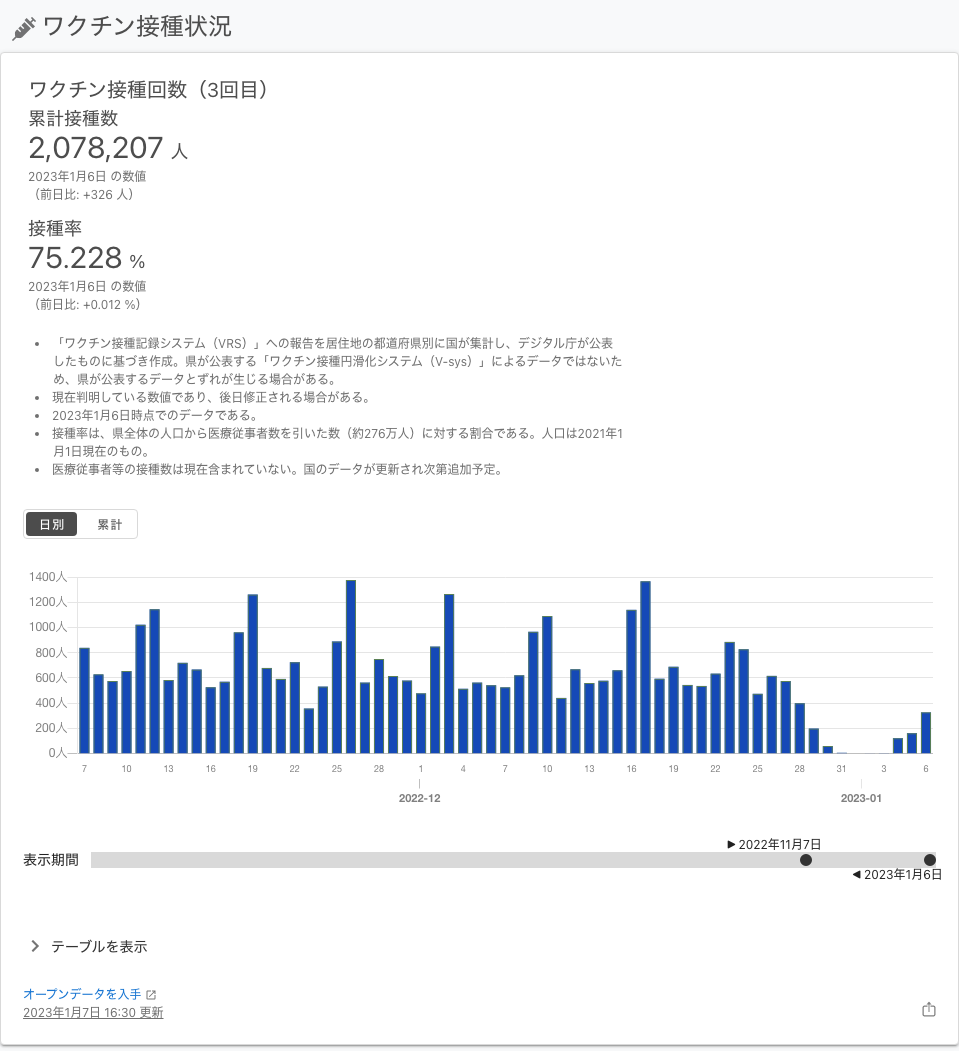 ワクチン接種状況
ワクチン接種回数（3回目）
累計接種数
2,078,207 人
2023年1月6日 の数値
（前日比: +326 人）
接種率
75.228 %
2023年1月6日 の数値
（前日比: +0.012 %）
• 「ワクチン接種記録システム（VRS）」への報告を居住地の都道府県別に国が集計し、デジタル庁が公表
したものに基づき作成。県が公表する「ワクチン接種円滑化システム（V-sys）」によるデータではないた
め、県が公表するデータとずれが生じる場合がある。
• 現在判明している数値であり、後日修正される場合がある。
• 2023年1月6日時点でのデータである。
• 接種率は、県全体の人口から医療従事者数を引いた数（約276万人）に対する割合である。人口は2021年1
月1日現在のもの。
• 医療従事者等の接種数は現在含まれていない。国のデータが更新され次第追加予定。
日別 累計
1400人
1200人
1000人
800人
600人
400人
200人
0人
7 10 13 16 19 22 25 28 1 4 7 10 13 16 19 22 25 28 31 3 6
2022-12 2023-01
▶ 2022年11月7日
表示期間
◀ 2023年1月6日
テーブルを表示
オープンデータを入手
2023年1月7日 16:30 更新